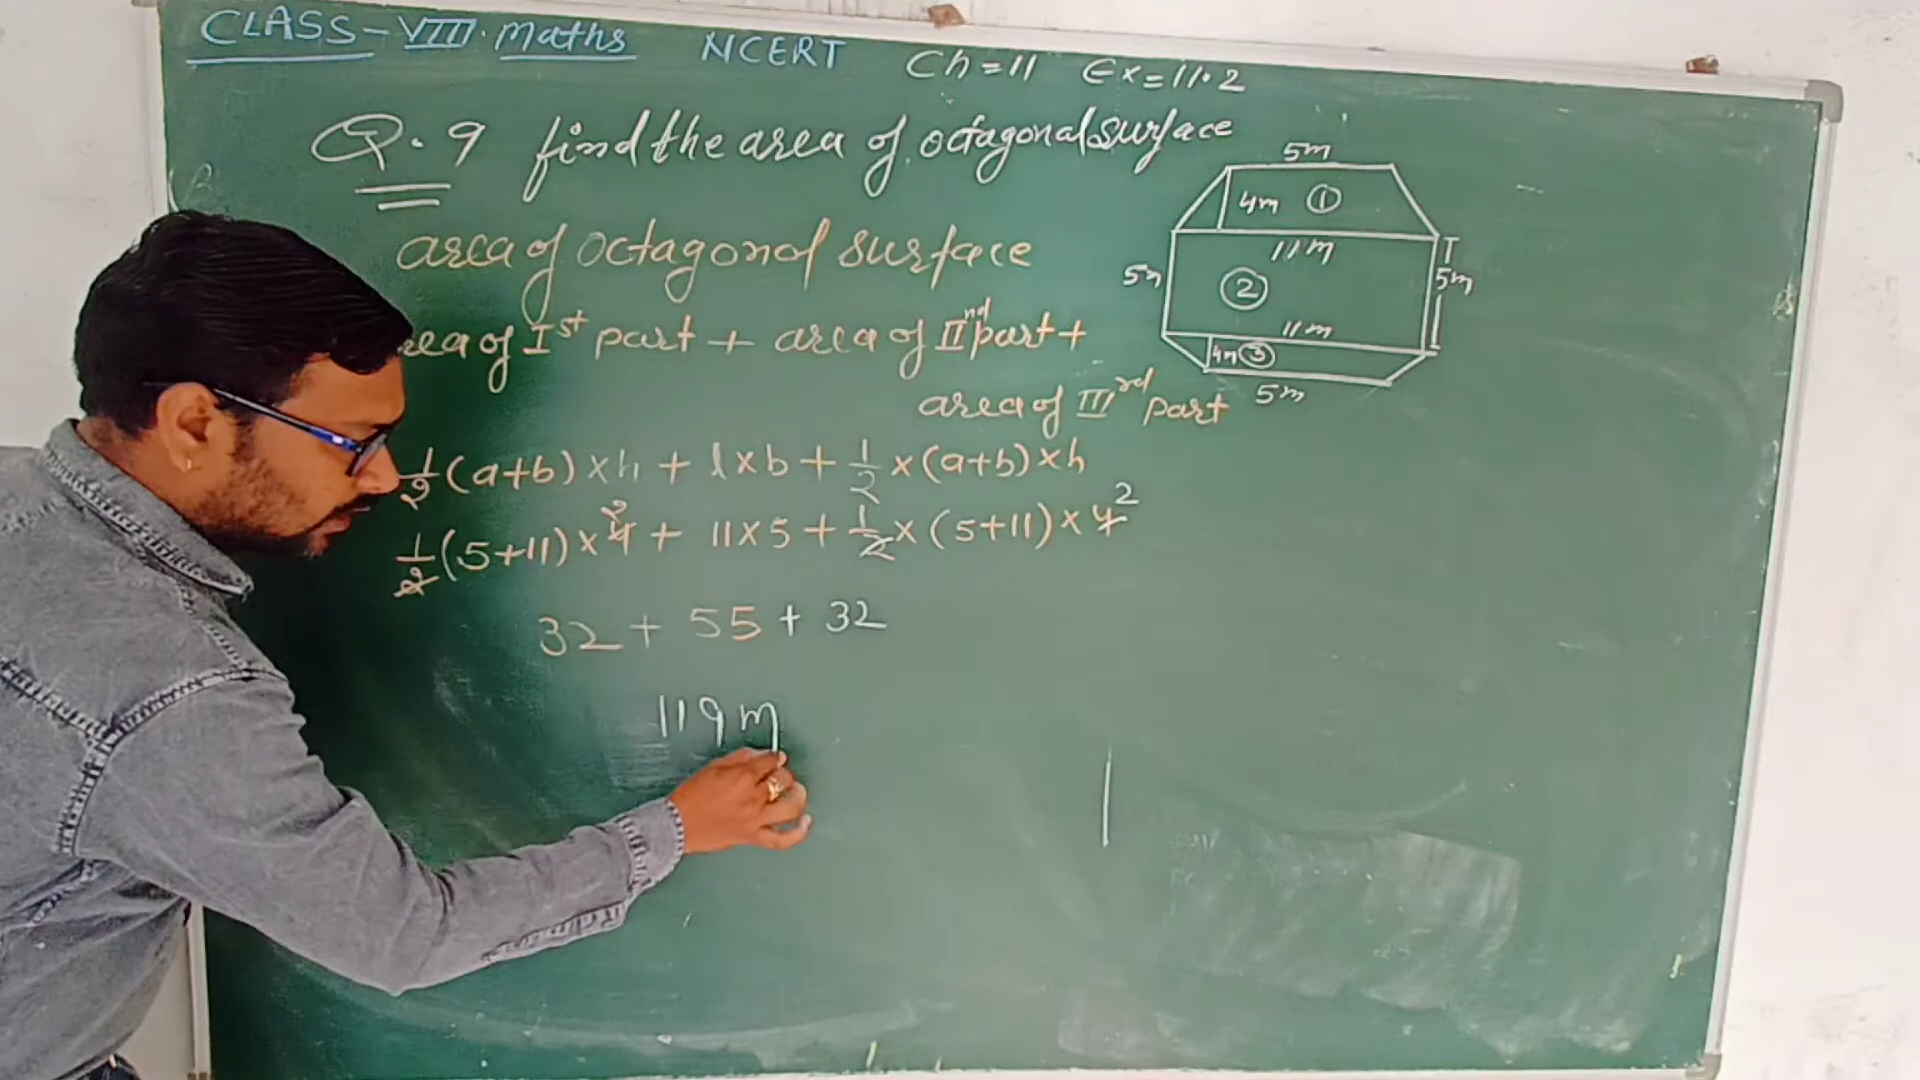 CLASS-VIII. Maths NCERT Ch=11 Ex=11.2
Q.9 find the area of octagonal surface
area of octagonal surface
rea of Ist part + area of IInd part +
area of IIIrd part
1/2 (a+b) × h + l × b + 1/2 × (a+b) × h
1/2 (5+11) × 4 2 + 11×5 + 1/2 × (5+11) × 4 2
32 + 55 + 32
119 m
5m
4m 1
11m
5m 2 5m
11m
4m 3
5m